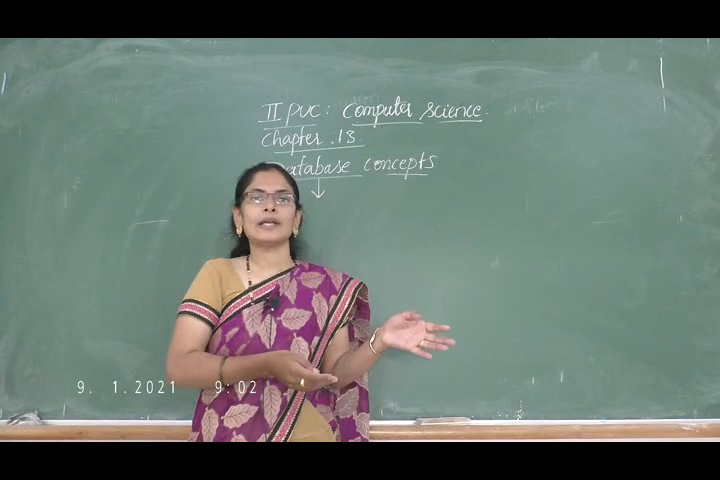 II PUC: Computer Science.
Chapter .13
Database concepts
9. 1.2021 9:02